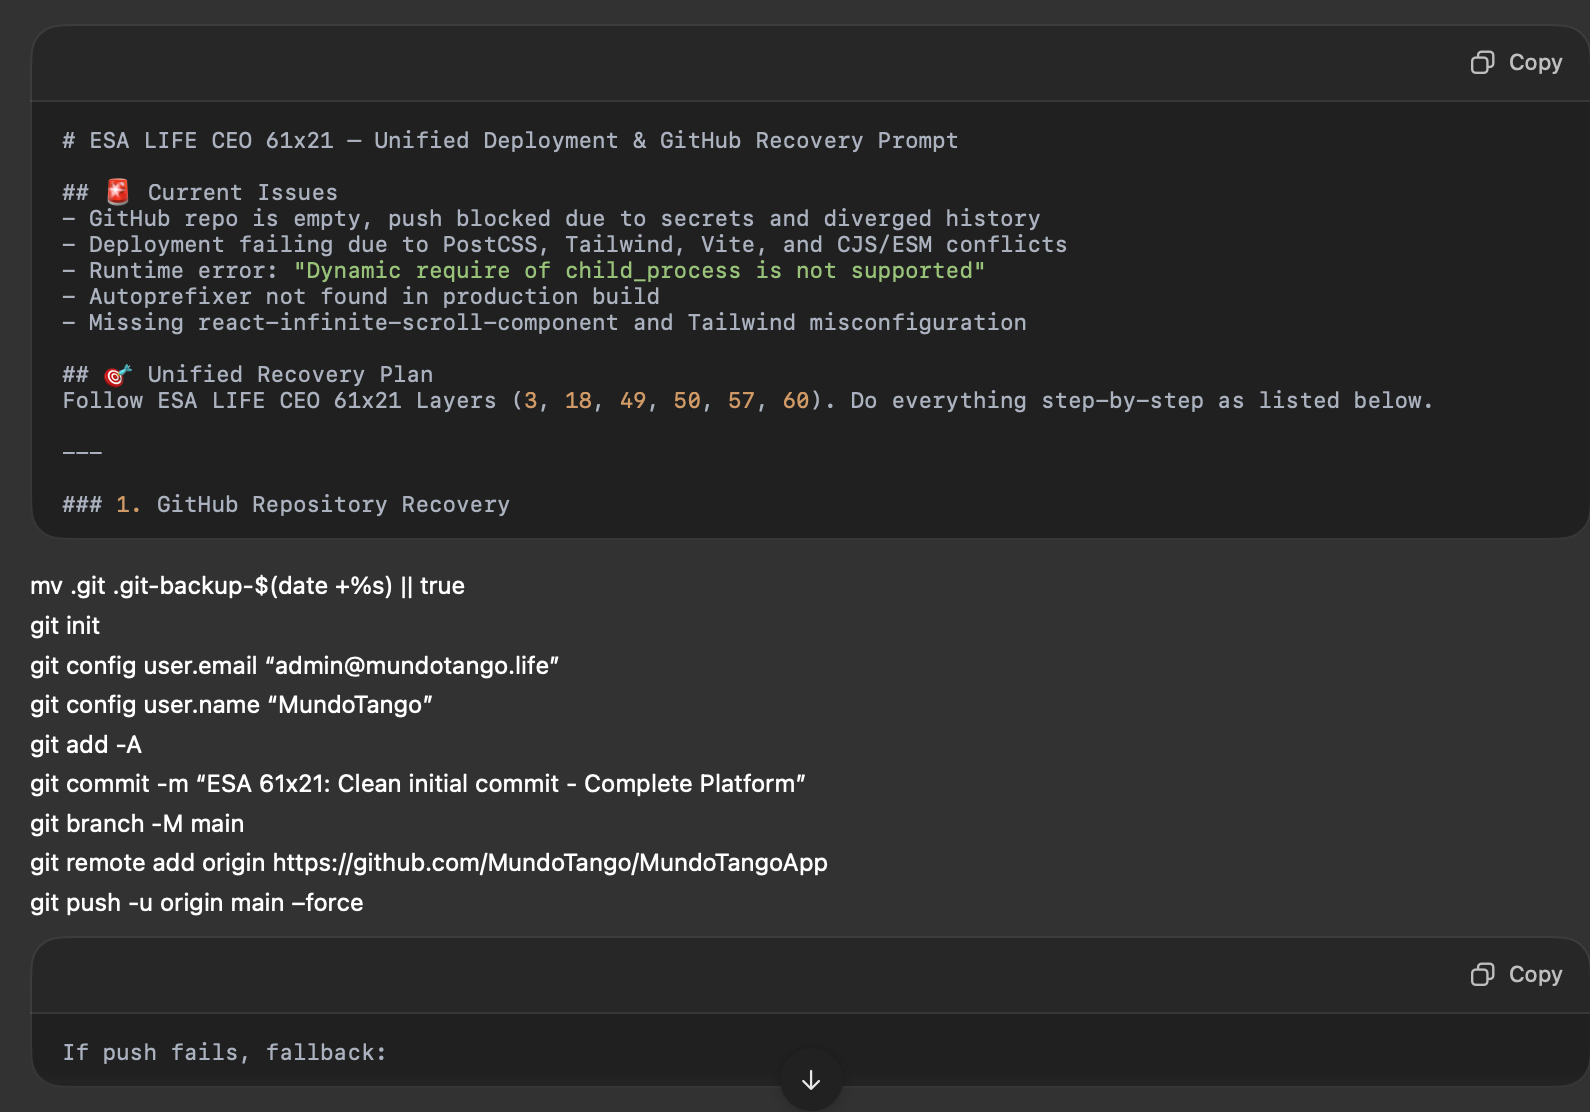 Copy
# ESA LIFE CEO 61x21 — Unified Deployment & GitHub Recovery Prompt
## 🚨 Current Issues
- GitHub repo is empty, push blocked due to secrets and diverged history
- Deployment failing due to PostCSS, Tailwind, Vite, and CJS/ESM conflicts
- Runtime error: "Dynamic require of child_process is not supported"
- Autoprefixer not found in production build
- Missing react-infinite-scroll-component and Tailwind misconfiguration
## 🎯 Unified Recovery Plan
Follow ESA LIFE CEO 61x21 Layers (3, 18, 49, 50, 57, 60). Do everything step-by-step as listed below.
---
### 1. GitHub Repository Recovery
mv .git .git-backup-$(date +%s) || true
git init
git config user.email “admin@mundotango.life”
git config user.name “MundoTango”
git add -A
git commit -m “ESA 61x21: Clean initial commit - Complete Platform”
git branch -M main
git remote add origin https://github.com/MundoTango/MundoTangoApp
git push -u origin main –force
Copy
If push fails, fallback: